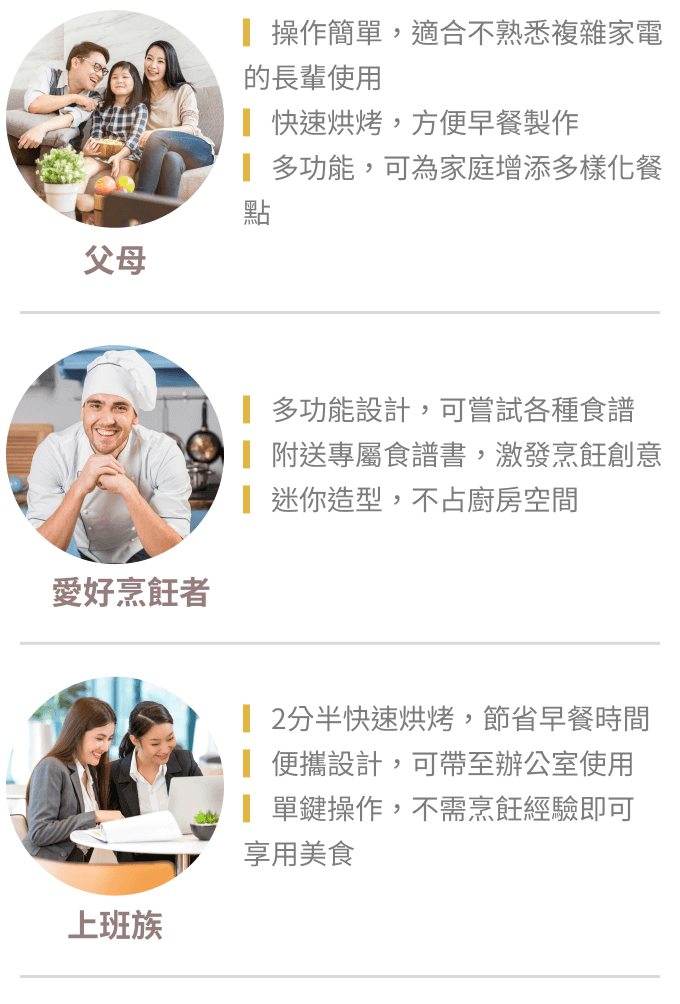 操作簡單，適合不熟悉複雜家電
的長輩使用
快速烘烤，方便早餐製作
多功能，可為家庭增添多樣化餐
點
父母
多功能設計，可嘗試各種食譜
附送專屬食譜書，激發烹飪創意
迷你造型，不占廚房空間
愛好烹飪者
2分半快速烘烤，節省早餐時間
便攜設計，可帶至辦公室使用
單鍵操作，不需烹飪經驗即可
享用美食
上班族